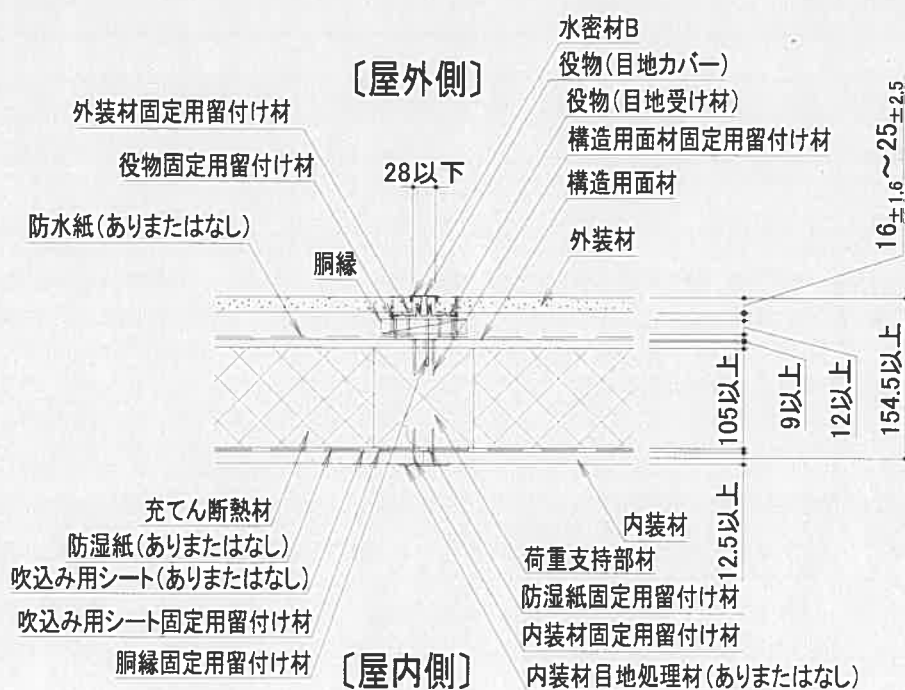 水密材B
〔屋外側〕
役物(目地カバー)
役物(目地受け材)
外装材固定用留付け材
構造用面材固定用留付け材
役物固定用留付け材
28以下
構造用面材
防水紙(ありまたはなし)
外装材
胴縁
16±1.6～25±2.5
105以上
9以上
12以上
154.5以上
12.5以上
充てん断熱材
内装材
防湿紙(ありまたはなし)
荷重支持部材
吹込み用シート(ありまたはなし)
防湿紙固定用留付け材
吹込み用シート固定用留付け材
内装材固定用留付け材
胴縁固定用留付け材
〔屋内側〕
内装材目地処理材(ありまたはなし)